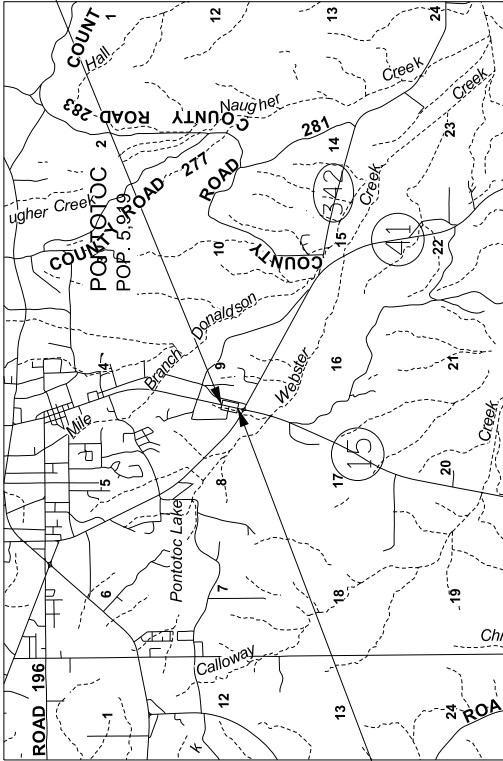 COUNT
1
12
13
24
Hall
283
COUNTY ROAD
2
Naugher
Creek
281
14
23
Creek
ugher Creek
COUNTY ROAD 277
ROAD
3
PONTOTOC
POP 5,919
10
COUNTY
342
15
Creek
41
22
Donaldson
Branch
Mile
4
9
Webster
16
21
5
8
15
17
20
Creek
Pontotoc Lake
6
7
18
19
Calloway
Chi
ROAD 196
1
12
13
24
ROA
k